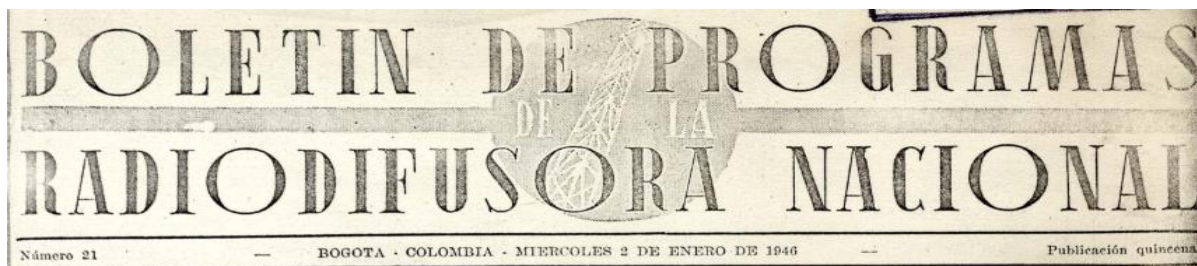 BOLETIN DE PROGRAMAS
DE LA
RADIODIFUSORA NACIONAL
Número 21 — BOGOTA - COLOMBIA - MIERCOLES 2 DE ENERO DE 1946 — Publicación quincena